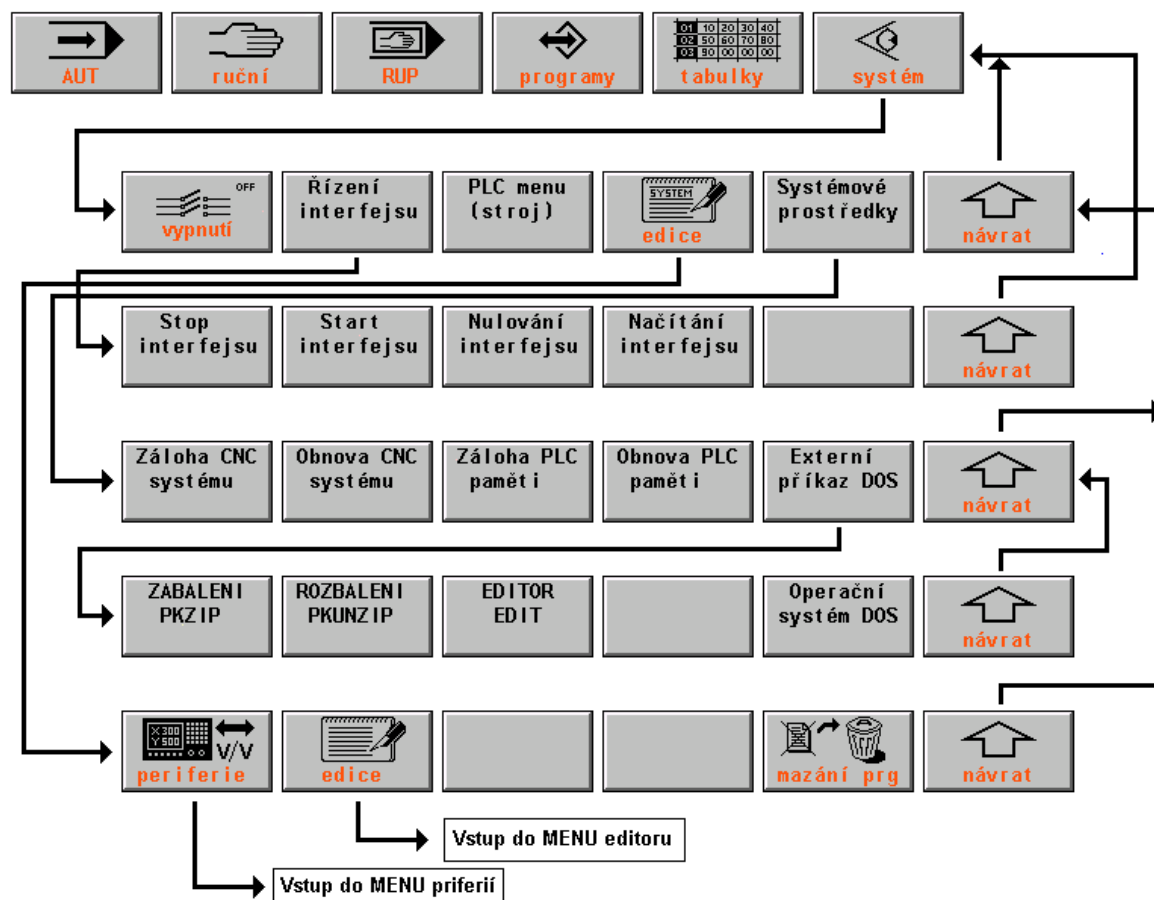 01 10 20 30 40
02 50 60 70 80
03 90 00 00 00
AUT
ruční
RUP
programy
tabulky
systém
OFF
vypnutí
Řízení
interfejsu
PLC menu
(stroj)
SYSTEM
edice
Systémové
prostředky
návrat
Stop
interfejsu
Start
interfejsu
Nulování
interfejsu
Načítání
interfejsu
návrat
Záloha CNC
systému
Obnova CNC
systému
Záloha PLC
paměti
Obnova PLC
paměti
Externí
příkaz DOS
návrat
ZABALENI
PKZIP
ROZBALENI
PKUNZIP
EDITOR
EDIT
Operační
systém DOS
návrat
X300
Y500
V/V
periferie
edice
mazání prg
návrat
Vstup do MENU editoru
Vstup do MENU priferií